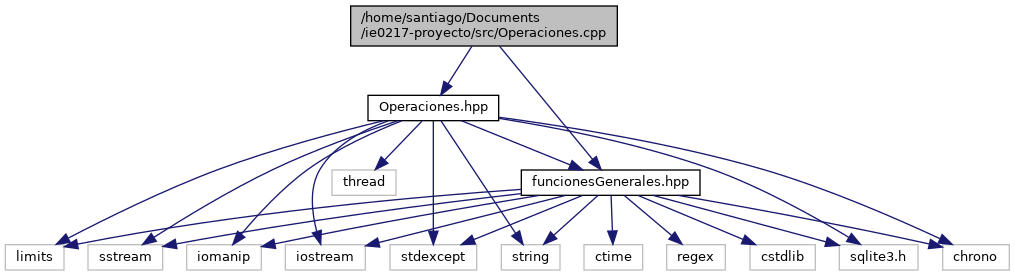 /home/santiago/Documents
/ie0217-proyecto/src/Operaciones.cpp
Operaciones.hpp
thread
funcionesGenerales.hpp
limits
sstream
iomanip
iostream
stdexcept
string
ctime
regex
cstdlib
sqlite3.h
chrono